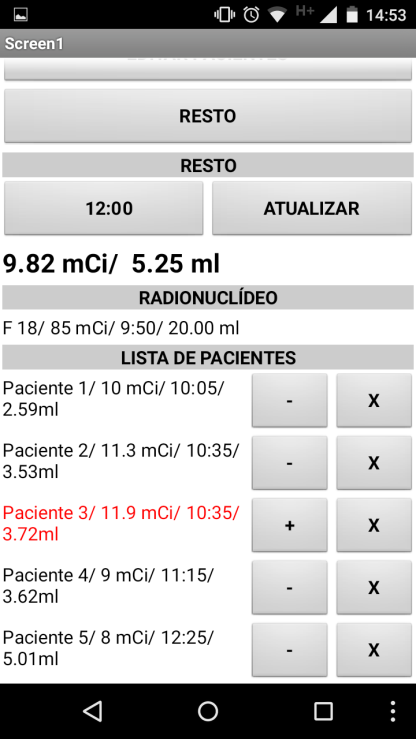 H+ 14:53
Screen1
RESTO
RESTO
12:00 ATUALIZAR
9.82 mCi/ 5.25 ml
RADIONUCLÍDEO
F 18/ 85 mCi/ 9:50/ 20.00 ml
LISTA DE PACIENTES
Paciente 1/ 10 mCi/ 10:05/
2.59ml
- X
Paciente 2/ 11.3 mCi/ 10:35/
3.53ml
- X
Paciente 3/ 11.9 mCi/ 10:35/
3.72ml
+ X
Paciente 4/ 9 mCi/ 11:15/
3.62ml
- X
Paciente 5/ 8 mCi/ 12:25/
5.01ml
- X